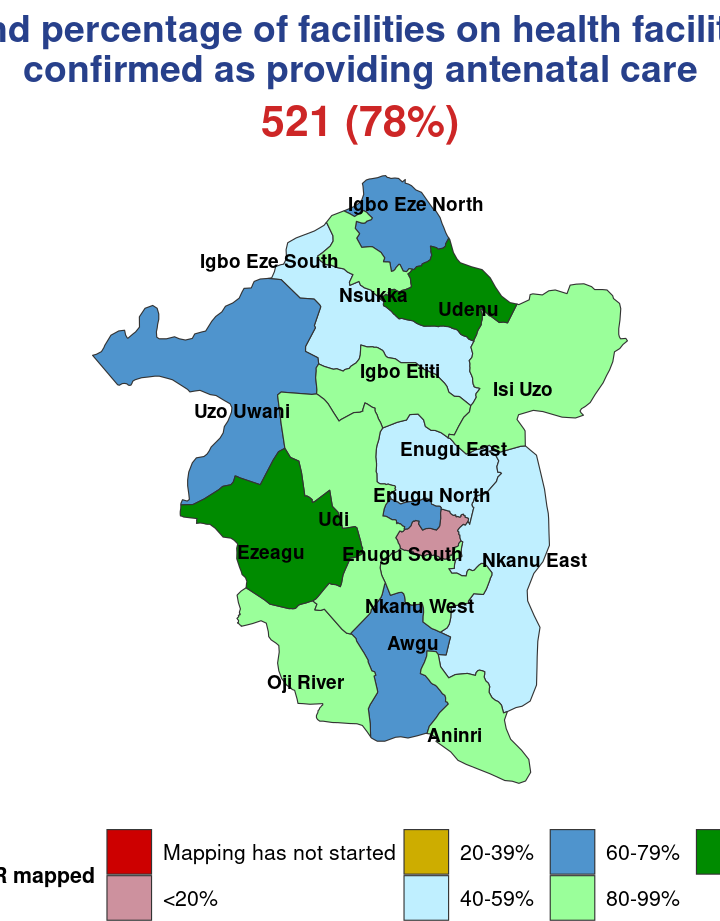 percentage of facilities on health
confirmed as providing antenatal care
521 (78%)
Igbo Eze North
Igbo Eze South
Nsukka
Udenu
Igbo Etiti
Isi Uzo
Uzo Uwani
Enugu East
Enugu North
Udi
Ezeagu
Enugu South
Nkanu East
Nkanu West
Awgu
Oji River
Aninri
mapped
Mapping has not started
20-39%
60-79%
<20%
40-59%
80-99%